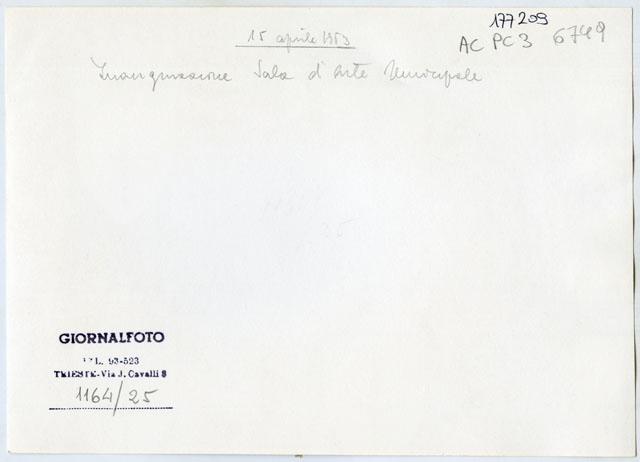 177209
15 aprile 1953
AC PC3 6749
Inaugurazione Sala d'Arte Municipale
GIORNALFOTO
TEL. 93-523
TRIESTE-Via J. Cavalli 8
1164/25